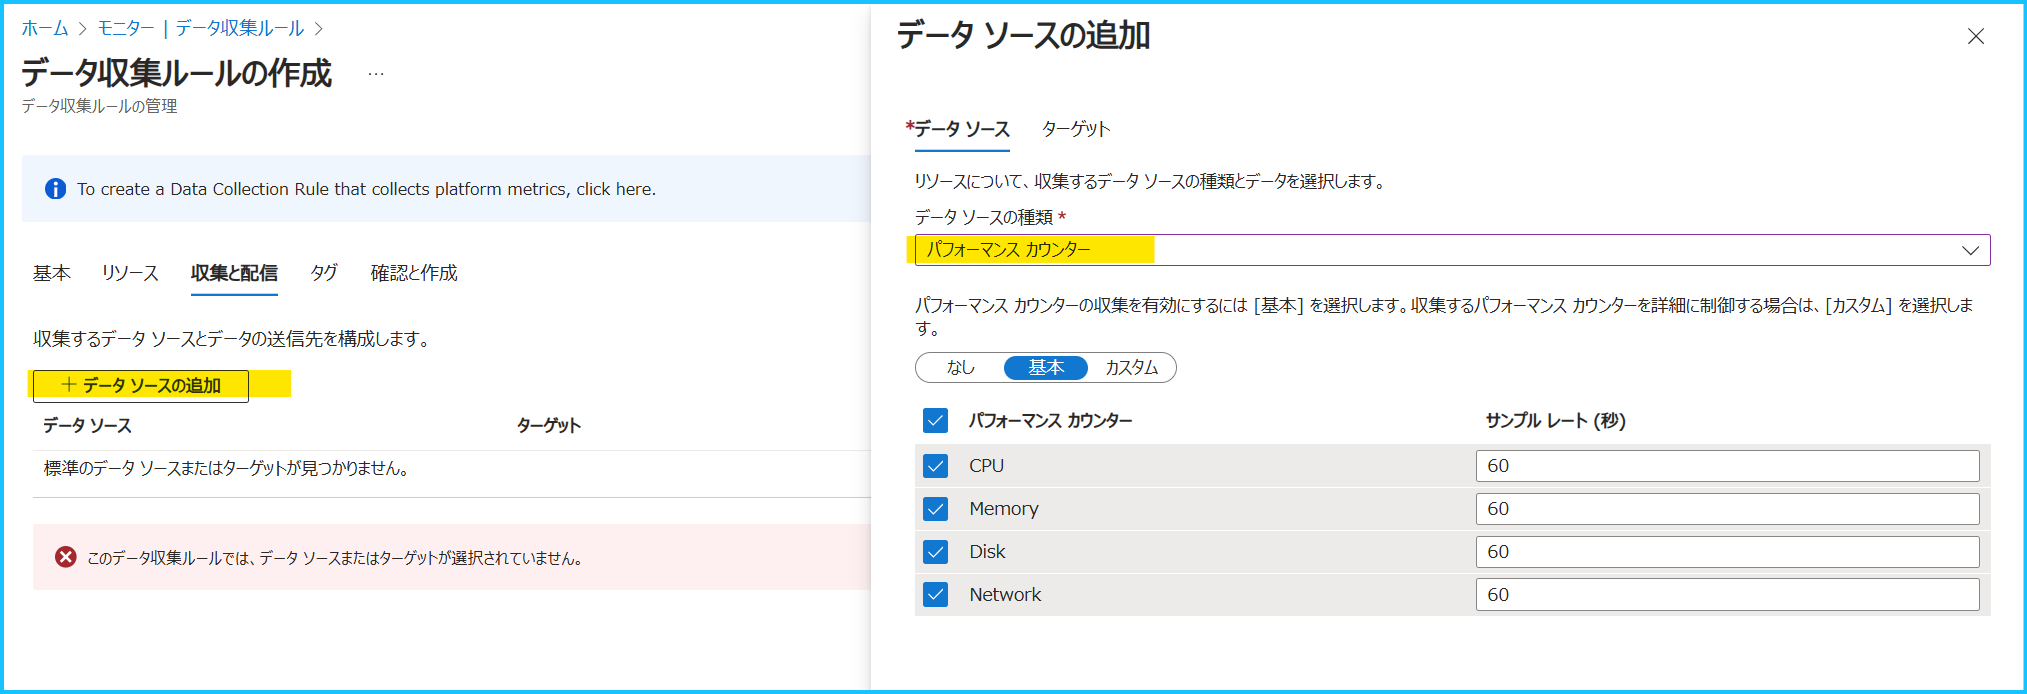 ホーム > モニター | データ収集ルール >
データ収集ルールの作成 …
データ収集ルールの管理
To create a Data Collection Rule that collects platform metrics, click here.
基本 リソース 収集と配信 タグ 確認と作成
収集するデータ ソースとデータの送信先を構成します。
+ データ ソースの追加
データ ソース ターゲット
標準のデータ ソースまたはターゲットが見つかりません。
このデータ収集ルールでは、データ ソースまたはターゲットが選択されていません。
データ ソースの追加
*データ ソース ターゲット
リソースについて、収集するデータ ソースの種類とデータを選択します。
データ ソースの種類 *
パフォーマンス カウンター
パフォーマンス カウンターの収集を有効にするには [基本] を選択します。収集するパフォーマンス カウンターを詳細に制御する場合は、[カスタム] を選択しま
す。
なし 基本 カスタム
パフォーマンス カウンター サンプル レート (秒)
CPU 60
Memory 60
Disk 60
Network 60